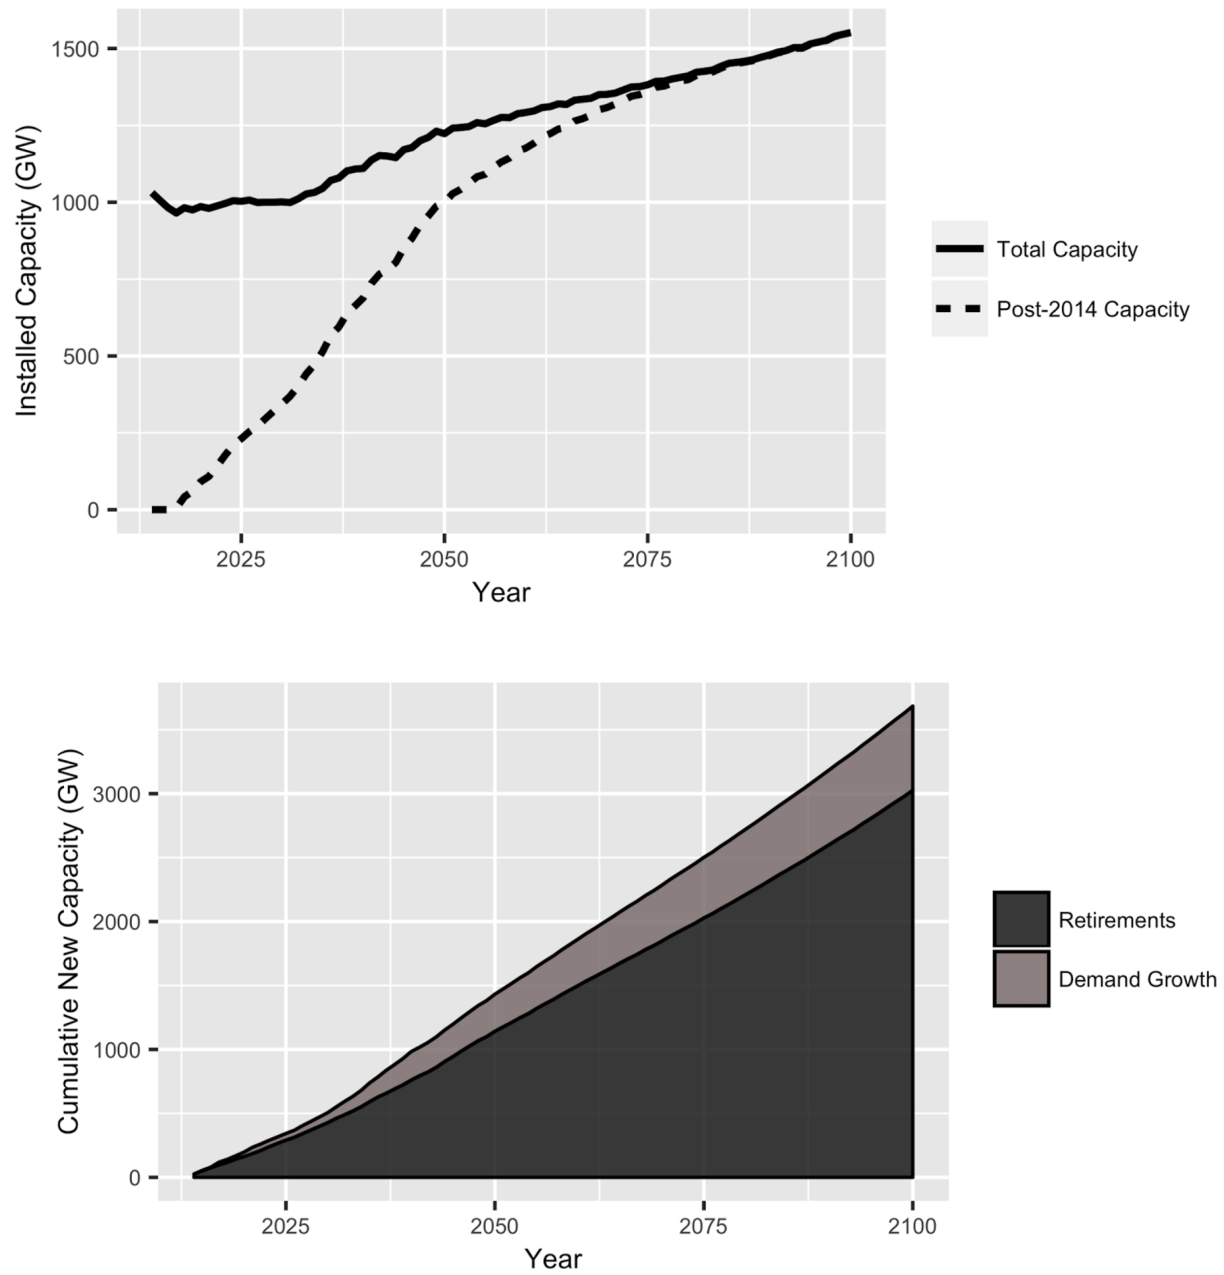 Installed Capacity (GW)
1500
1000
500
0
2025 2050 2075 2100
Year
Total Capacity
Post-2014 Capacity
Cumulative New Capacity (GW)
3000
2000
1000
0
2025 2050 2075 2100
Year
Retirements
Demand Growth